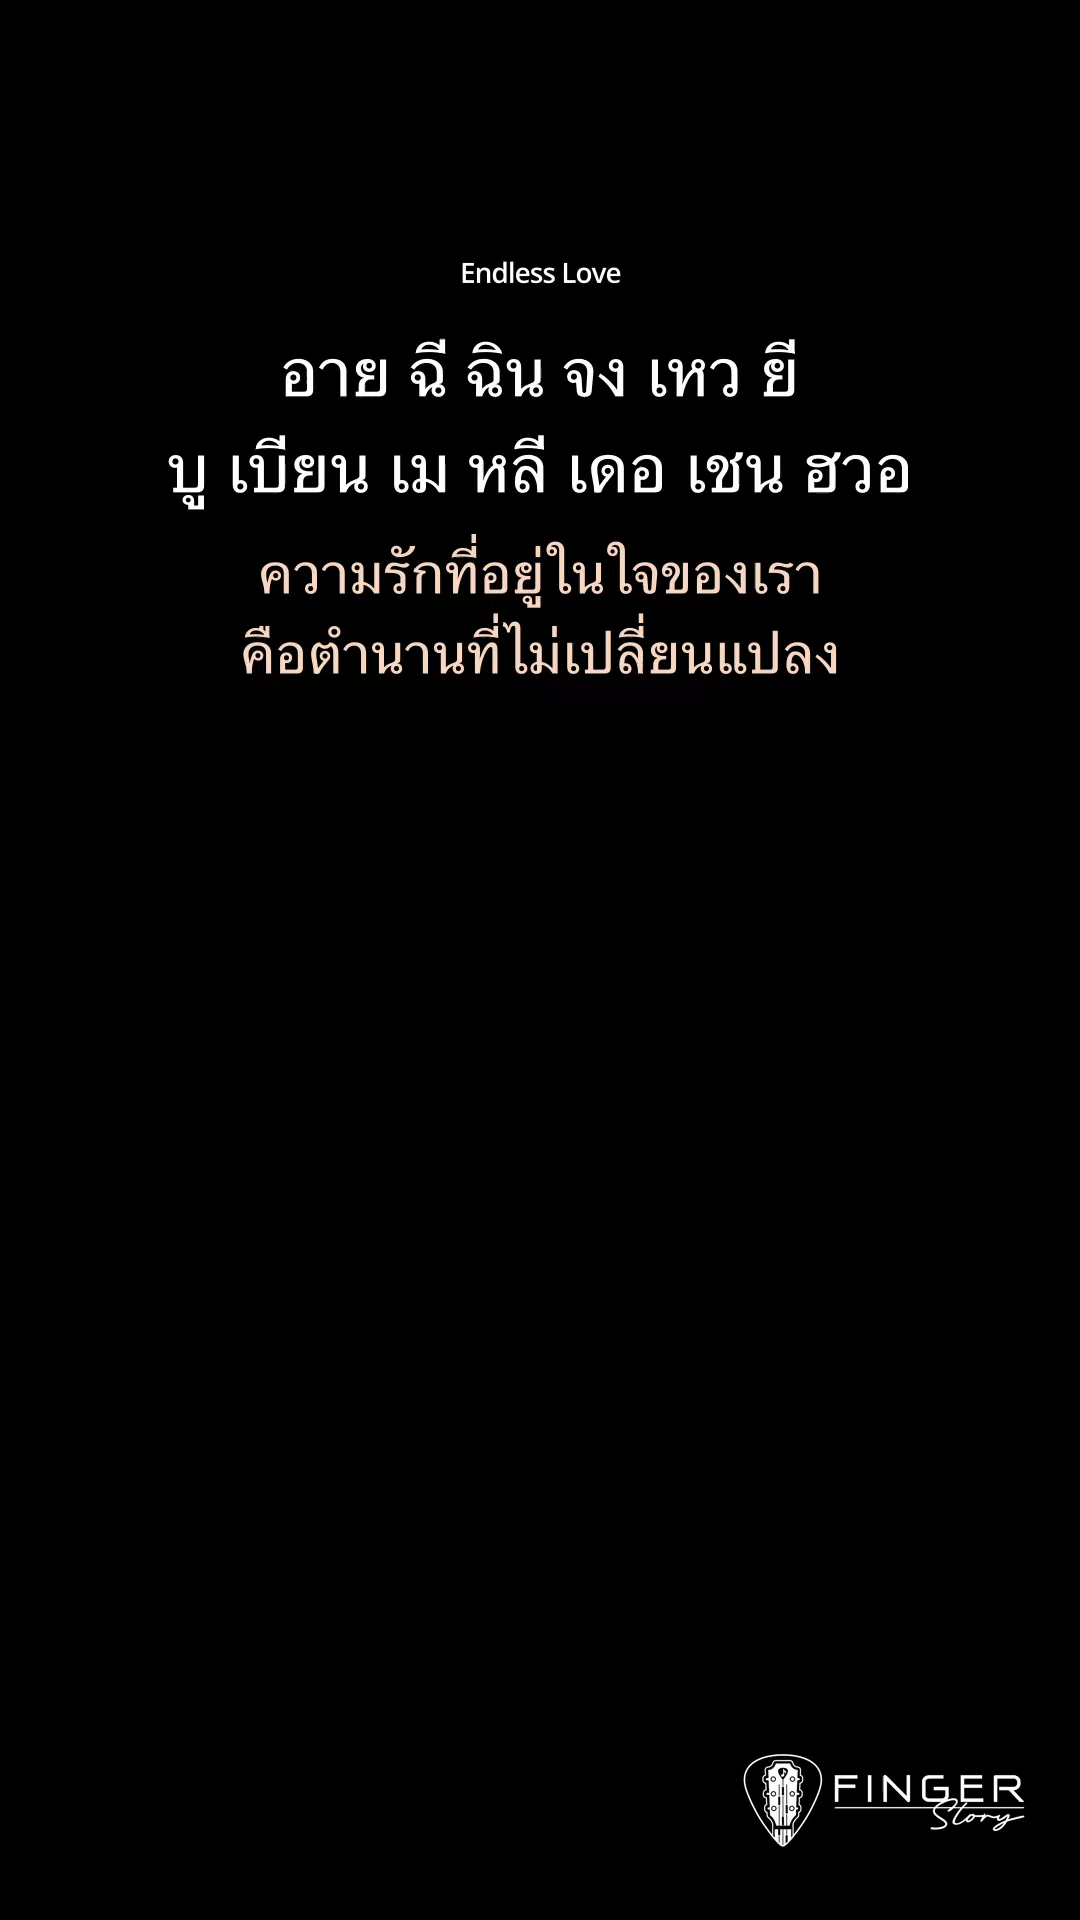 Endless Love
อาย ฉี ฉิน จง เหว ยี
บู เบียน เม หลี เดอ เชน ฮวอ
ความรักที่อยู่ในใจของเรา
คือตำนานที่ไม่เปลี่ยนแปลง
FINGER
Story